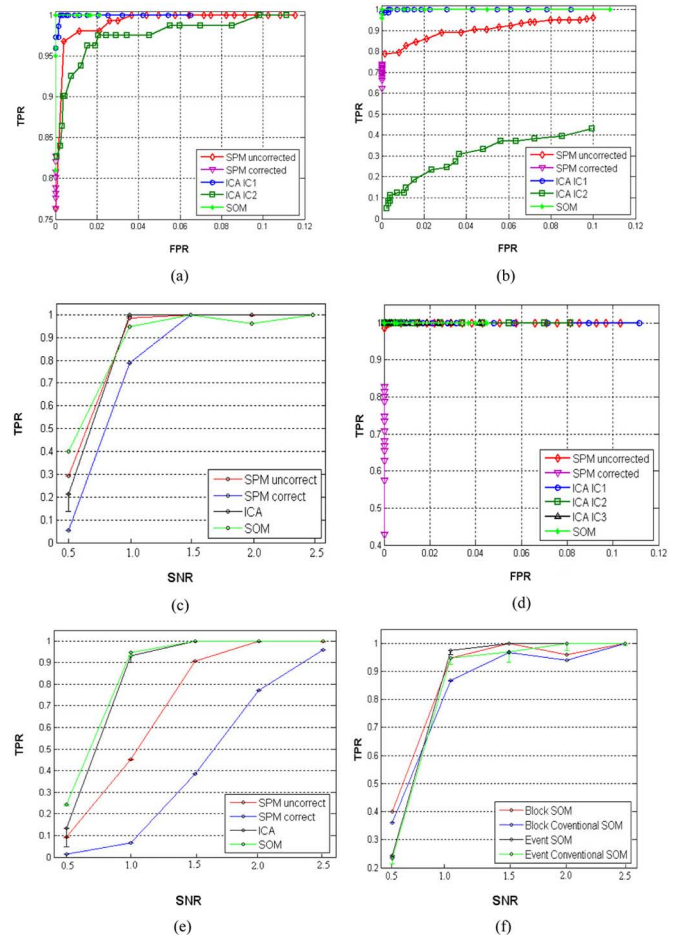 1
0.95
0.9
0.85
0.8
0.75
0 0.02 0.04 0.06 0.08 0.1 0.12
TPR
FPR
SPM uncorrected
SPM corrected
ICA IC1
ICA IC2
SOM
(a)
1
0.9
0.8
0.7
0.6
0.5
0.4
0.3
0.2
0.1
0
0 0.02 0.04 0.06 0.08 0.1 0.12
TPR
FPR
SPM uncorrected
SPM corrected
ICA IC1
ICA IC2
SOM
(b)
1
0.9
0.8
0.7
0.6
0.5
0.4
0.3
0.2
0.1
0
0.5 1.0 1.5 2.0 2.5
TPR
SNR
SPM uncorrect
SPM correct
ICA
SOM
(c)
1
0.9
0.8
0.7
0.6
0.5
0.4
0 0.02 0.04 0.06 0.08 0.1 0.12
TPR
FPR
SPM uncorrected
SPM corrected
ICA IC1
ICA IC2
ICA IC3
SOM
(d)
1
0.9
0.8
0.7
0.6
0.5
0.4
0.3
0.2
0.1
0
0.5 1.0 1.5 2.0 2.5
TPR
SNR
SPM uncorrect
SPM correct
ICA
SOM
(e)
1
0.9
0.8
0.7
0.6
0.5
0.4
0.3
0.2
0.5 1.0 1.5 2.0 2.5
TPR
SNR
Block SOM
Block Coventional SOM
Event SOM
Event Conventional SOM
(f)